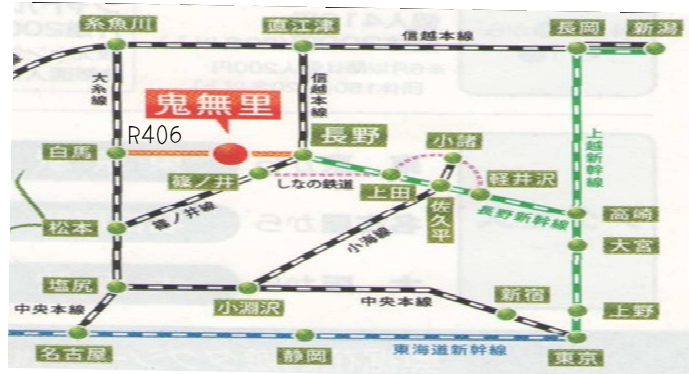 糸魚川
直江津
信越本線
長岡
新潟
大糸線
信越本線
鬼無里
R406
白馬
長野
小諸
上越新幹線
篠ノ井
しなの鉄道
上田
軽井沢
佐久平
長野新幹線
高崎
松本
篠ノ井線
小海線
大宮
塩尻
小淵沢
中央本線
中央本線
新宿
上野
名古屋
静岡
東海道新幹線
東京